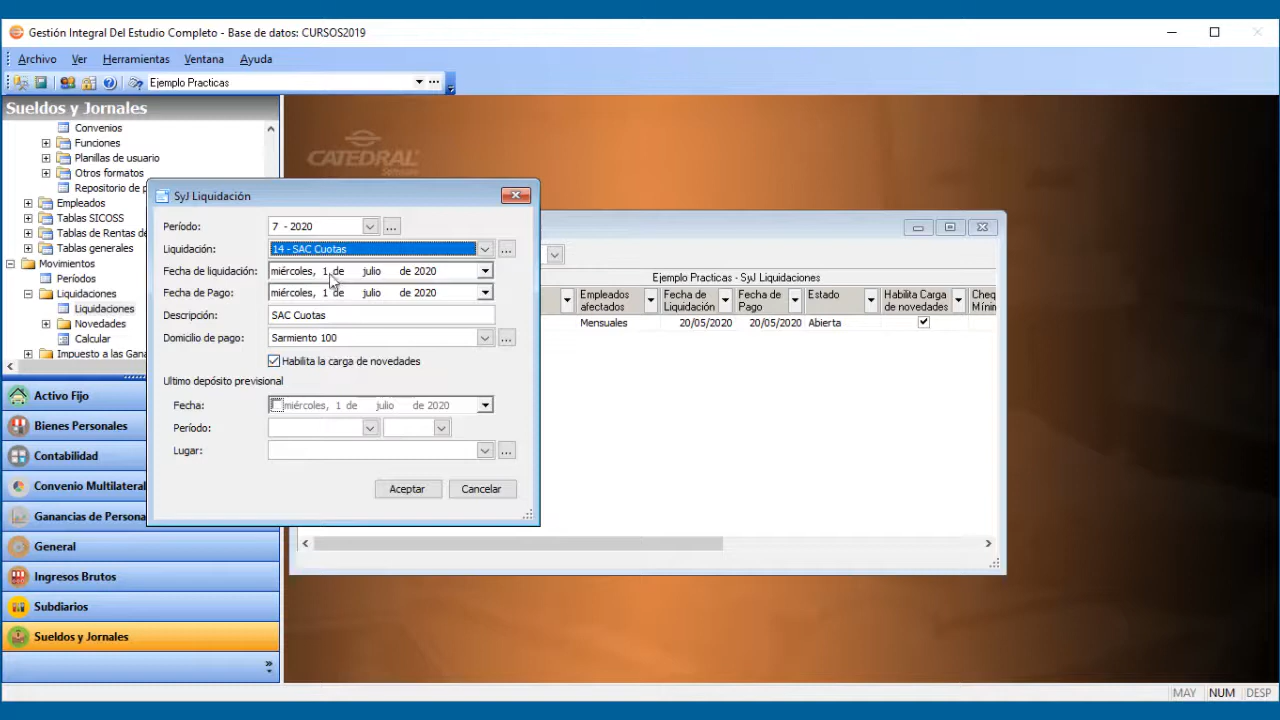 Gestión Integral Del Estudio Completo - Base de datos: CURSOS2019
Archivo Ver Herramientas Ventana Ayuda
Ejemplo Practicas
Sueldos y Jornales
Convenios
Funciones
Planillas de usuario
Otros formatos
Repositorio de p
Empleados
Tablas SICOSS
Tablas de Rentas de
Tablas generales
Movimientos
Períodos
Liquidaciones
Liquidaciones
Novedades
Calcular
Impuesto a las Gana
Activo Fijo
Bienes Personales
Contabilidad
Convenio Multilateral
Ganancias de Persona
General
Ingresos Brutos
Subdiarios
Sueldos y Jornales
CATEDRAL
Software
SyJ Liquidación
Período: 7 - 2020
Liquidación: 14 - SAC Cuotas
Fecha de liquidación: miércoles, 1 de julio de 2020
Fecha de Pago: miércoles, 1 de julio de 2020
Descripción: SAC Cuotas
Domicilio de pago: Sarmiento 100
Habilita la carga de novedades
Ultimo depósito previsional
Fecha: miércoles, 1 de julio de 2020
Período:
Lugar:
Aceptar Cancelar
Ejemplo Practicas - SyJ Liquidaciones
Empleados afectados Fecha de Liquidación Fecha de Pago Estado Habilita Carga de novedades Cheq Mínin
Mensuales 20/05/2020 20/05/2020 Abierta
MAY NUM DESP